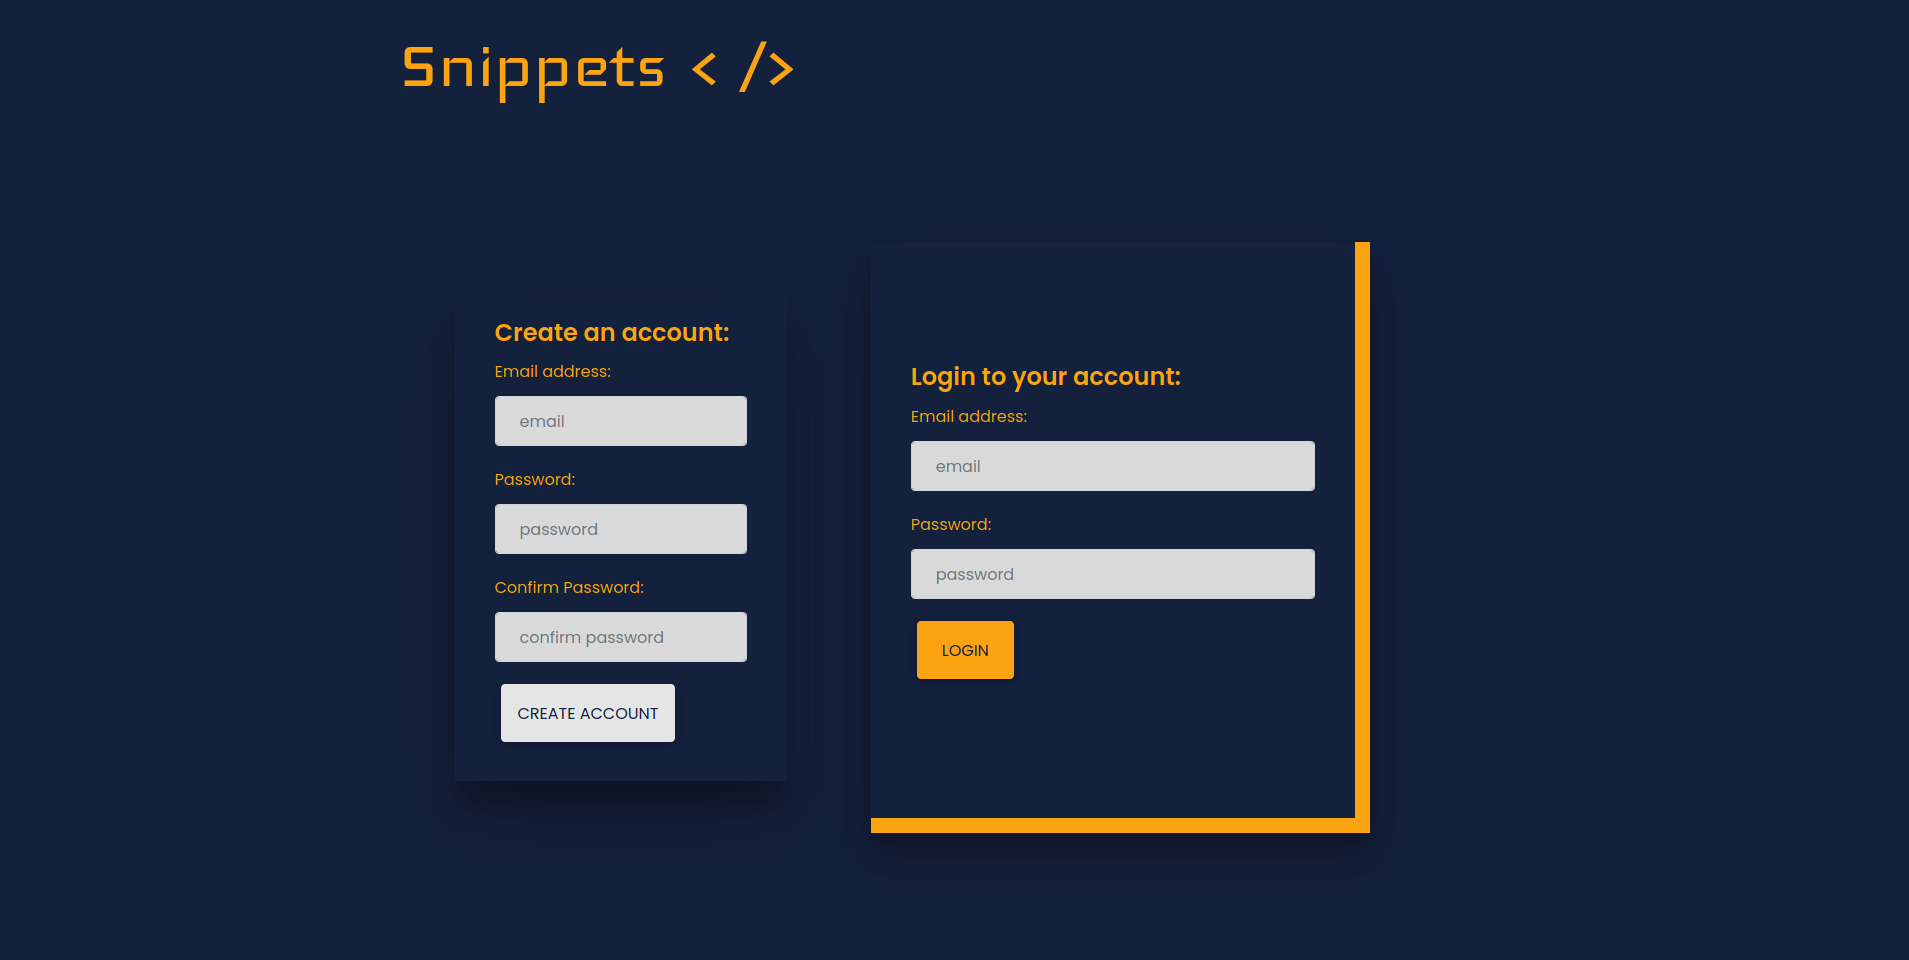 Snippets < />
Create an account:
Email address:
email
Password:
password
Confirm Password:
confirm password
CREATE ACCOUNT
Login to your account:
Email address:
email
Password:
password
LOGIN